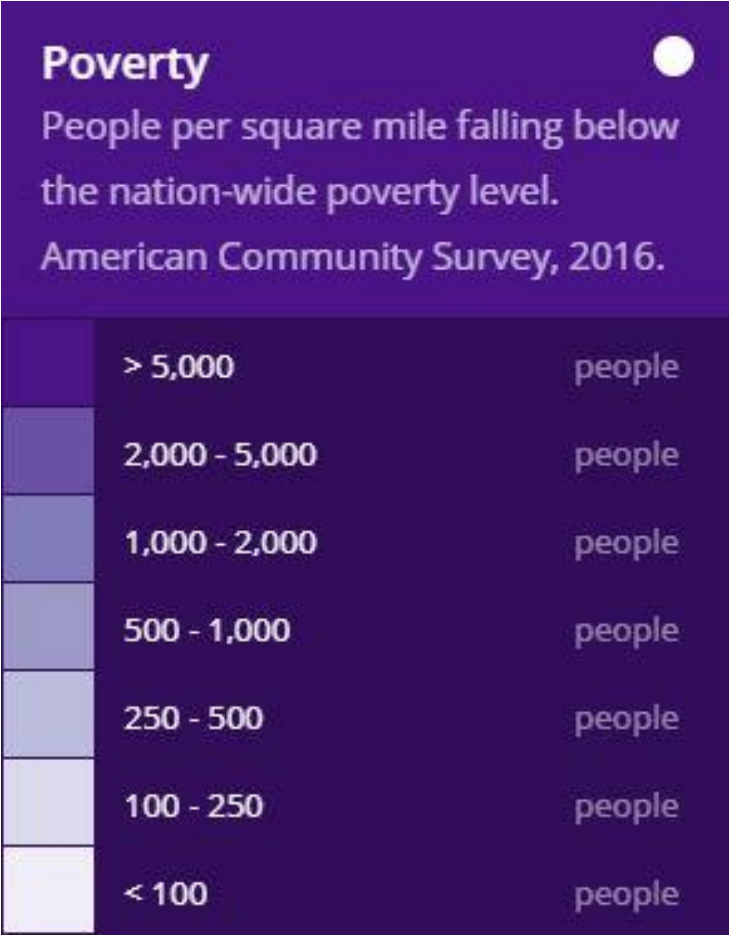 Poverty
People per square mile falling below
the nation-wide poverty level.
American Community Survey, 2016.
> 5,000 people
2,000 - 5,000 people
1,000 - 2,000 people
500 - 1,000 people
250 - 500 people
100 - 250 people
< 100 people